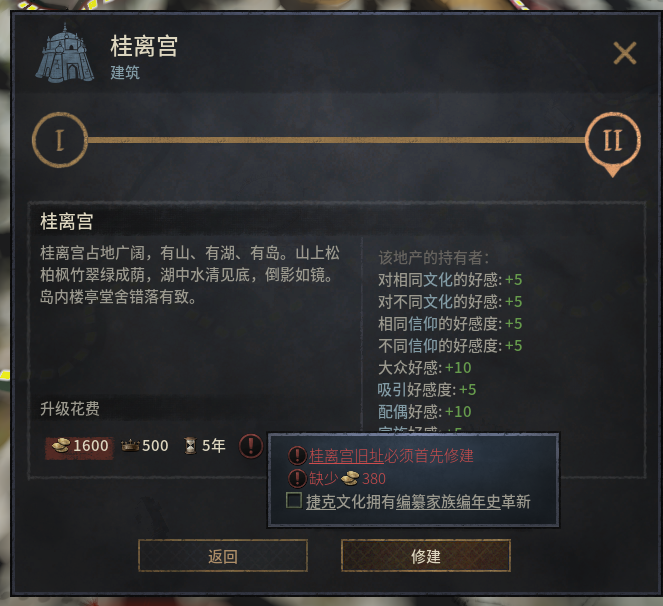 桂离宫
建筑
I
II
桂离宫
桂离宫占地广阔，有山、有湖、有岛。山上松
柏枫竹翠绿成荫，湖中水清见底，倒影如镜。
岛内楼亭堂舍错落有致。
该地产的持有者：
对相同文化的好感: +5
对不同文化的好感: +5
相同信仰的好感度: +5
不同信仰的好感度: +5
大众好感: +10
吸引好感度: +5
配偶好感: +10
升级花费
1600 500 5年
桂离宫旧址必须首先修建
缺少 380
捷克文化拥有编纂家族编年史革新
返回
修建